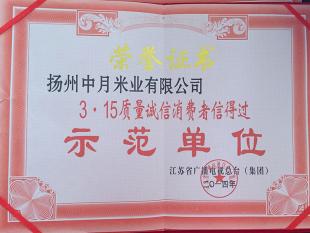 荣誉证书
扬州中月米业有限公司
3·15质量诚信消费者信得过
示范单位
江苏省广播电视总台（集团）
二〇一四年